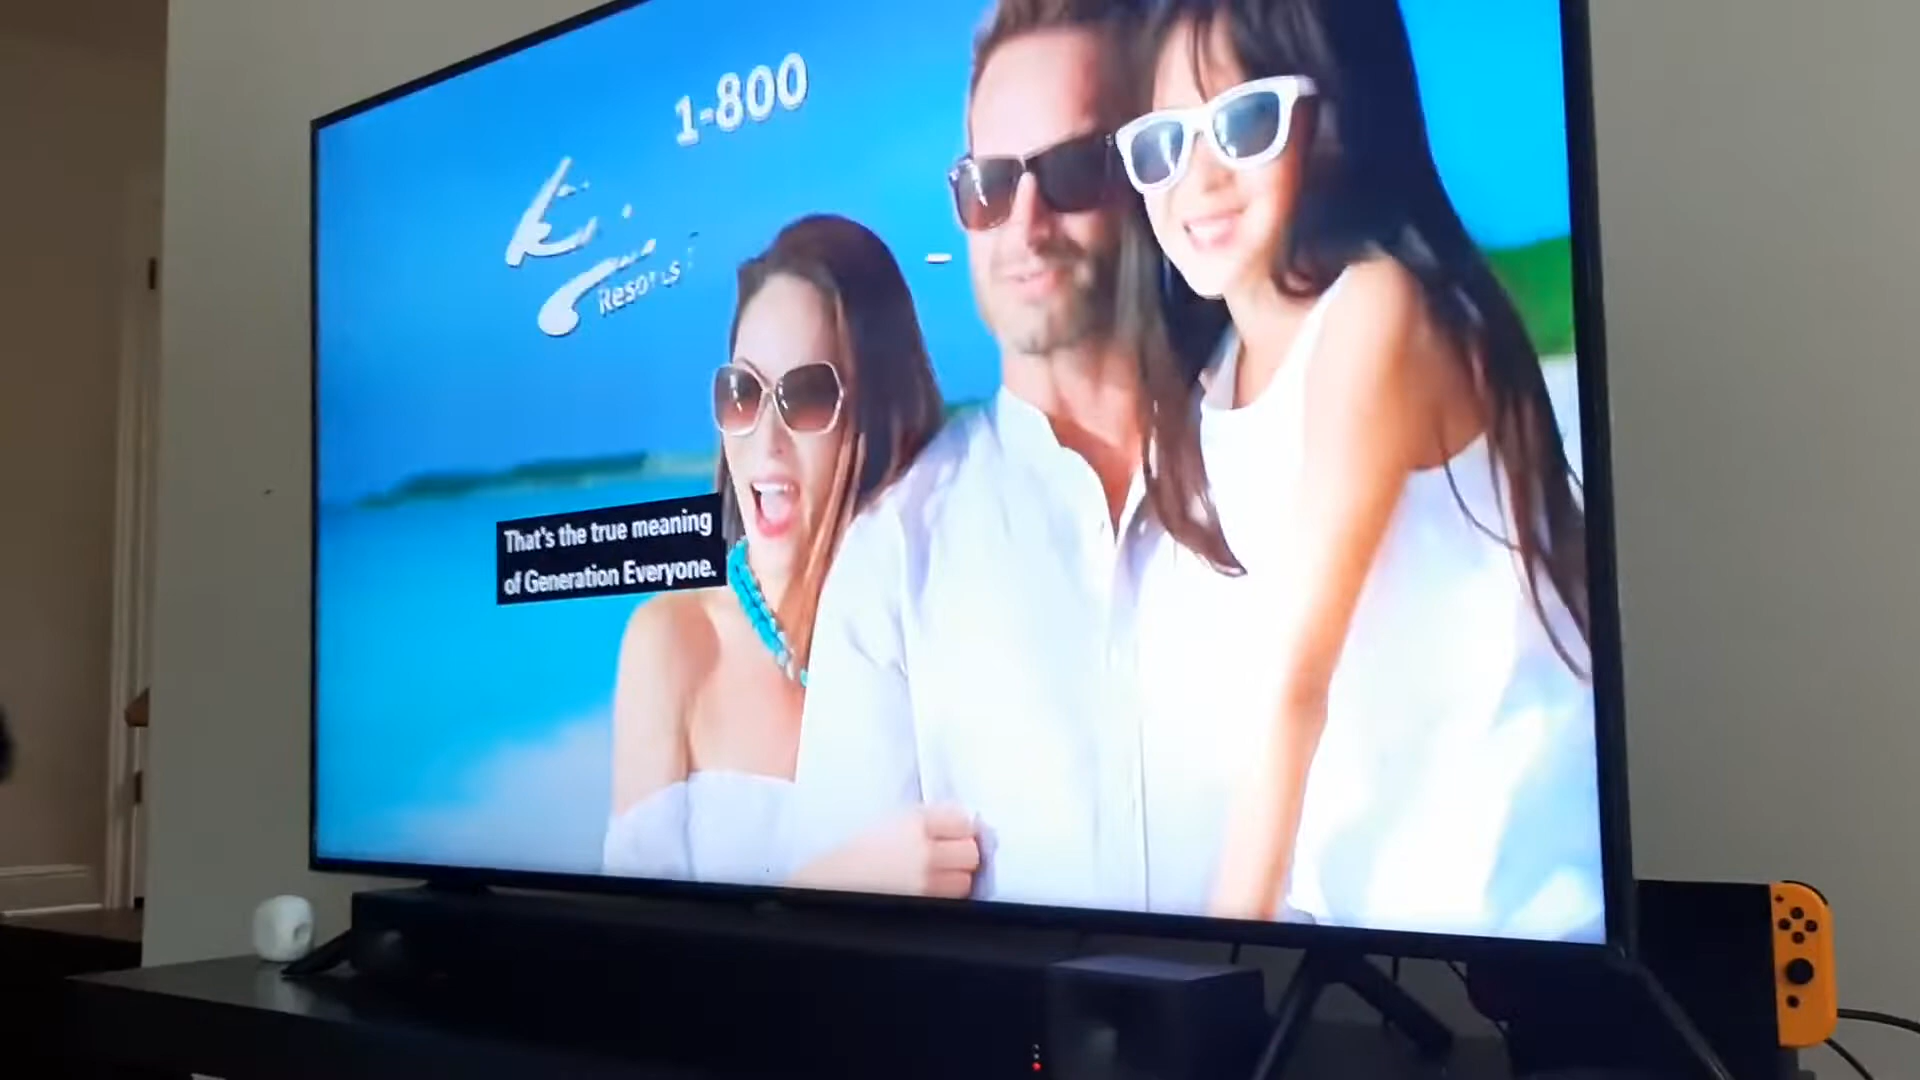 1-800
Resorts
That's the true meaning
of Generation Everyone.